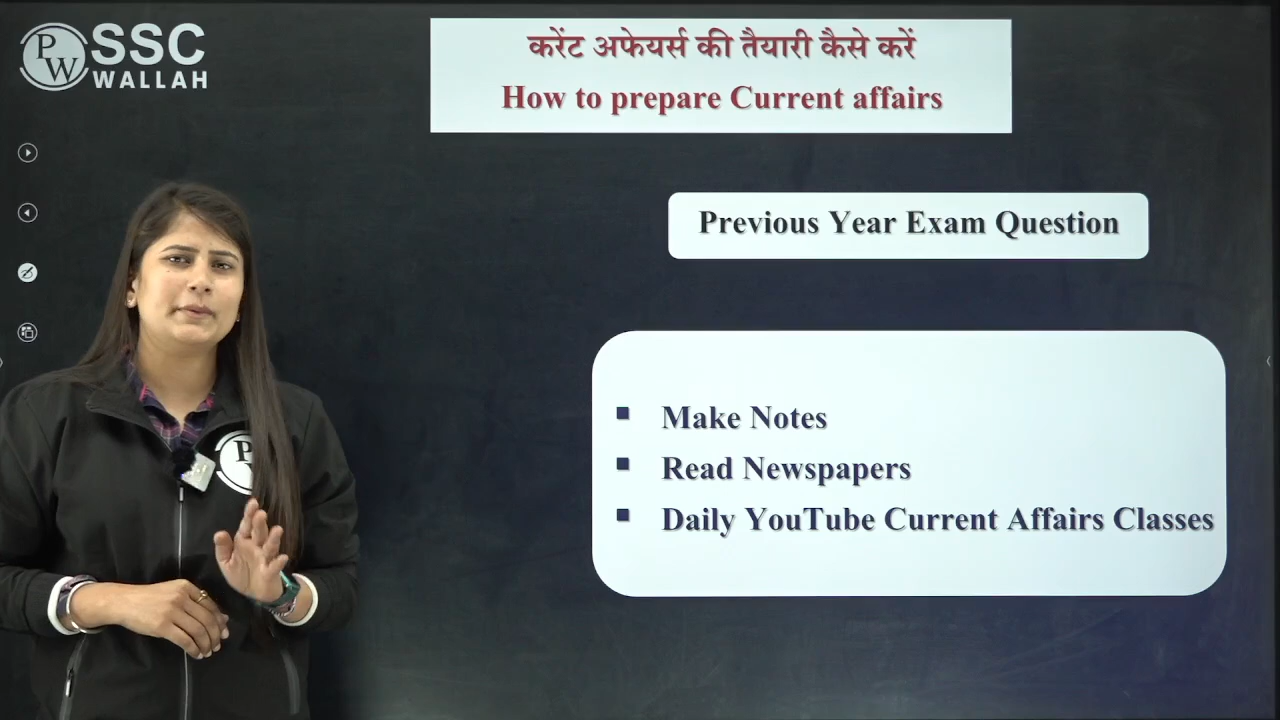 PW
SSC
WALLAH
करेंट अफेयर्स की तैयारी कैसे करें
How to prepare Current affairs
Previous Year Exam Question
▪ Make Notes
▪ Read Newspapers
▪ Daily YouTube Current Affairs Classes
PW